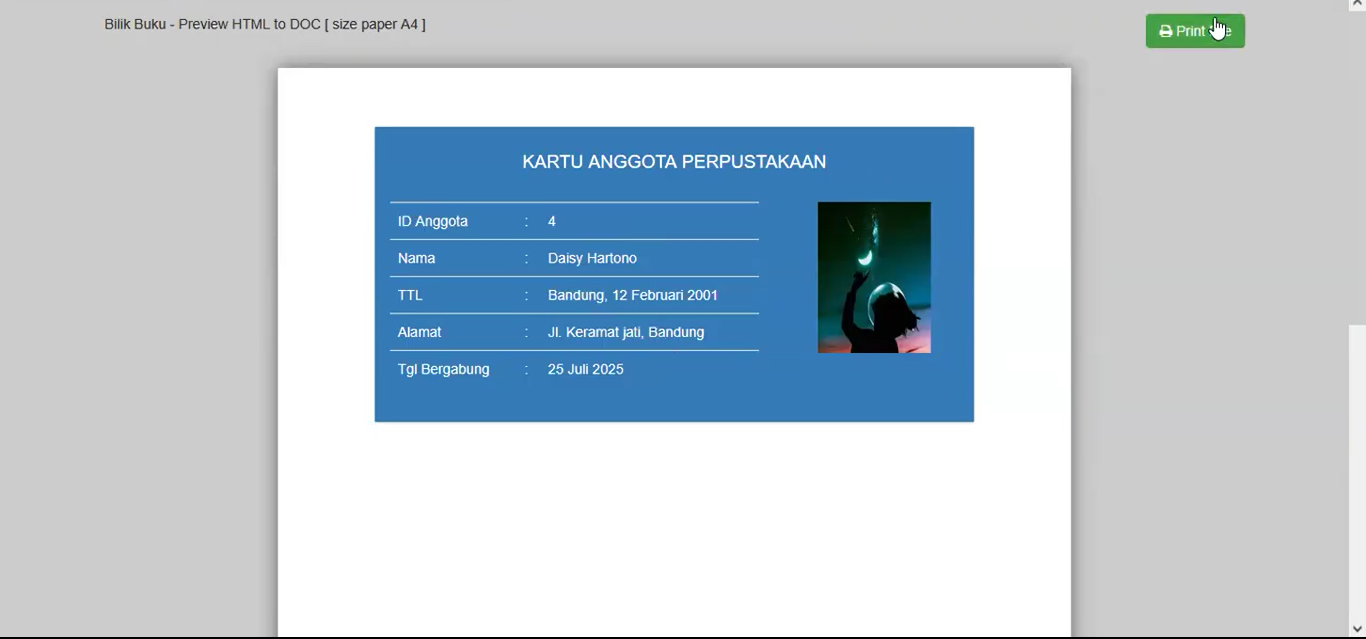 Bilik Buku - Preview HTML to DOC [ size paper A4 ]
Print
KARTU ANGGOTA PERPUSTAKAAN
ID Anggota : 4
Nama : Daisy Hartono
TTL : Bandung, 12 Februari 2001
Alamat : Jl. Keramat jati, Bandung
Tgl Bergabung : 25 Juli 2025